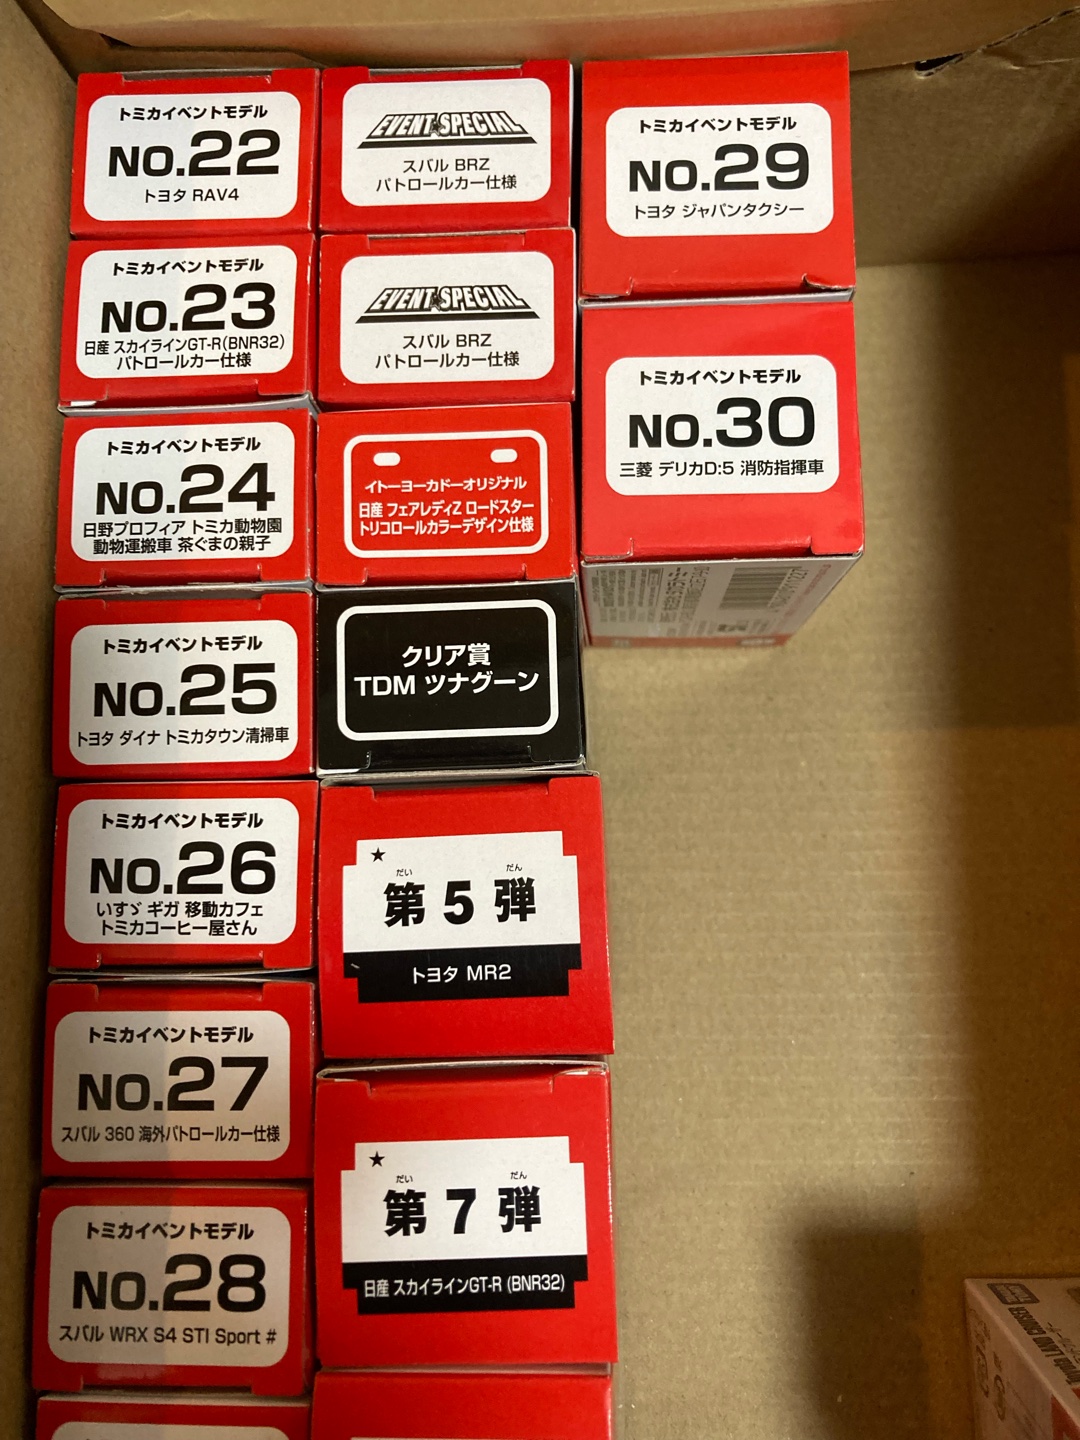 トミカイベントモデル
NO.22
トヨタ RAV4
トミカイベントモデル
NO.23
日産 スカイラインGT-R(BNR32)
パトロールカー仕様
トミカイベントモデル
NO.24
日野プロフィア トミカ動物園
動物運搬車 茶ぐまの親子
トミカイベントモデル
NO.25
トヨタ ダイナ トミカタウン清掃車
トミカイベントモデル
NO.26
いすゞ ギガ 移動カフェ
トミカコーヒー屋さん
トミカイベントモデル
NO.27
スバル 360 海外パトロールカー仕様
トミカイベントモデル
NO.28
スバル WRX S4 STI Sport #
EVENT SPECIAL
スバル BRZ
パトロールカー仕様
EVENT SPECIAL
スバル BRZ
パトロールカー仕様
イトーヨーカドーオリジナル
日産 フェアレディZ ロードスター
トリコロールカラーデザイン仕様
クリア賞
TDM ツナグーン
★
だい だん
第5弾
トヨタ MR2
★
だい だん
第7弾
日産 スカイラインGT-R (BNR32)
トミカイベントモデル
NO.29
トヨタ ジャパンタクシー
トミカイベントモデル
NO.30
三菱 デリカD:5 消防指揮車
Toyota LAND CRUISER